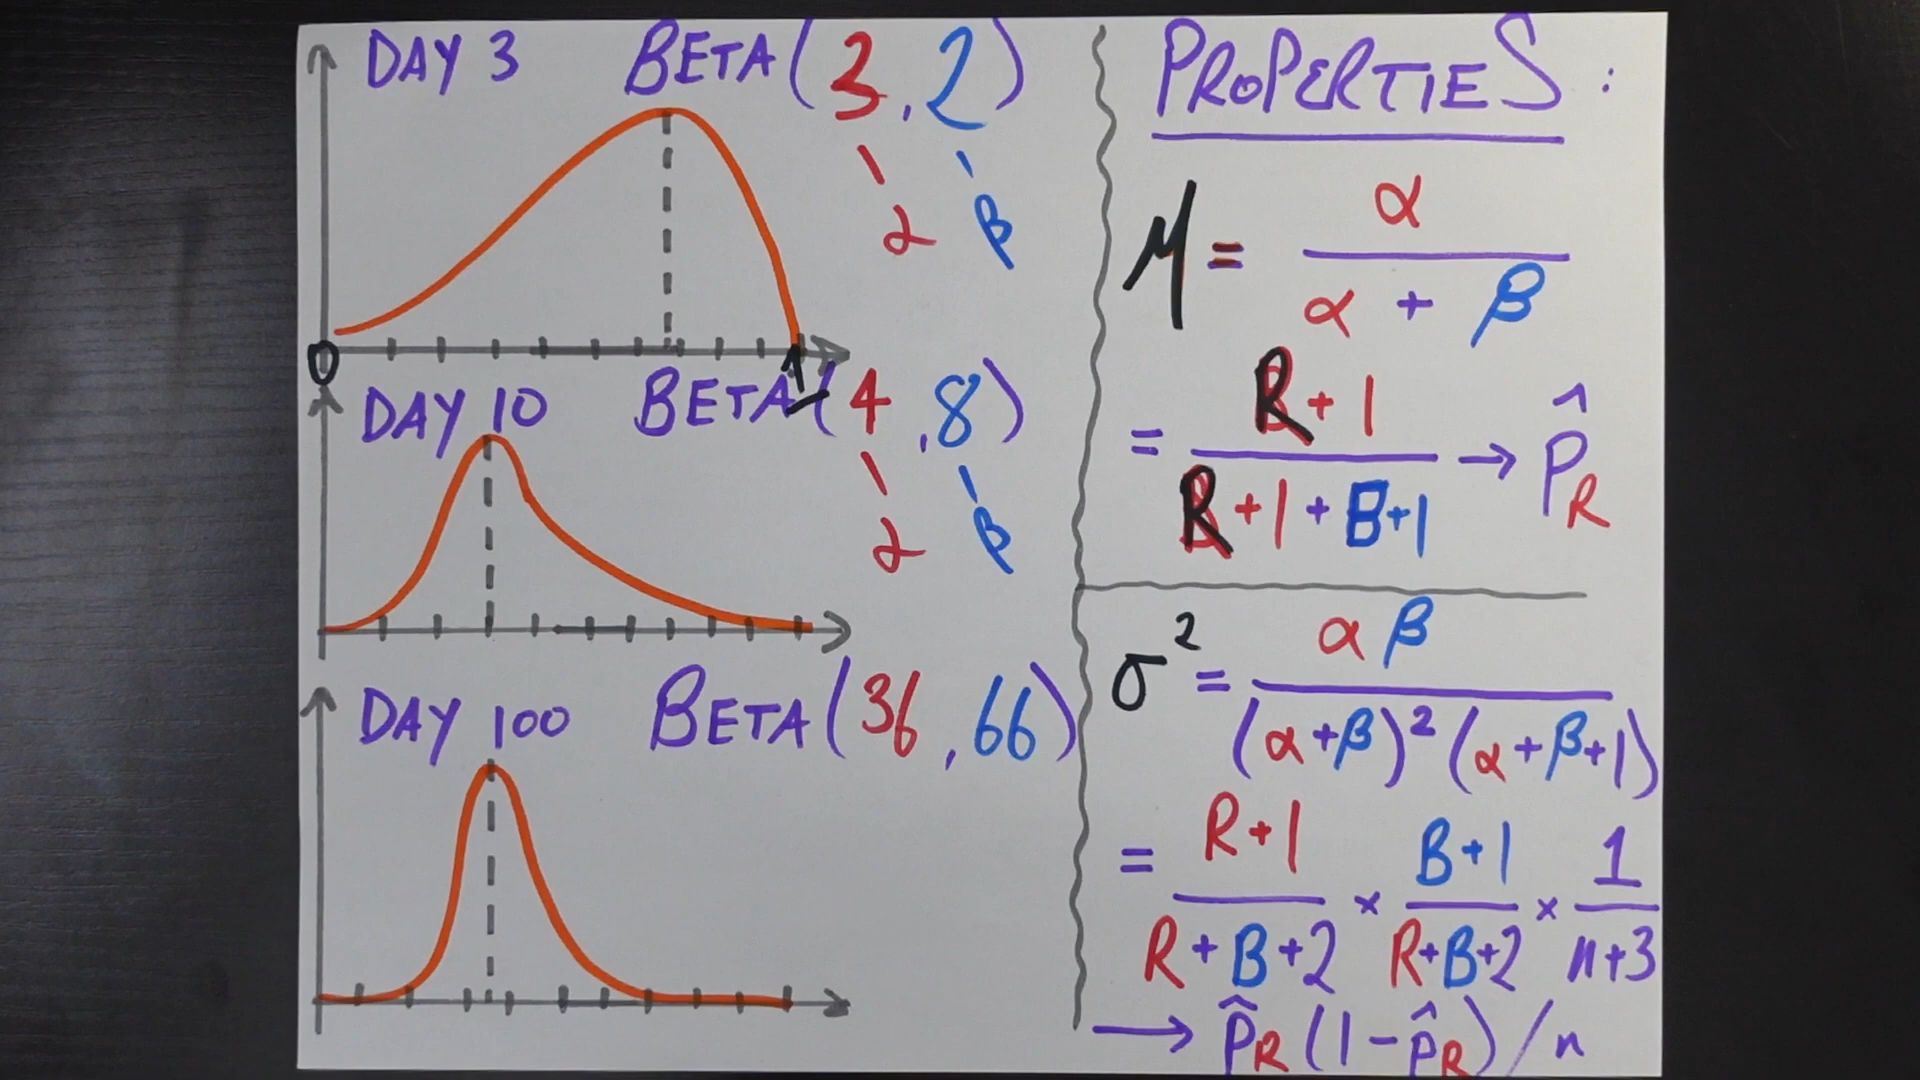 DAY 3 BETA (3, 2)
α β
0 1
DAY 10 BETA (4, 8)
α β
DAY 100 BETA (36, 66)
PROPERTIES:
μ = α
α + β
= R+1 → p̂R
R+1+B+1
σ² = αβ
(α+β)²(α+β+1)
= R+1 × B+1 × 1
R+B+2 R+B+2 n+3
→ p̂R(1-p̂R)/n